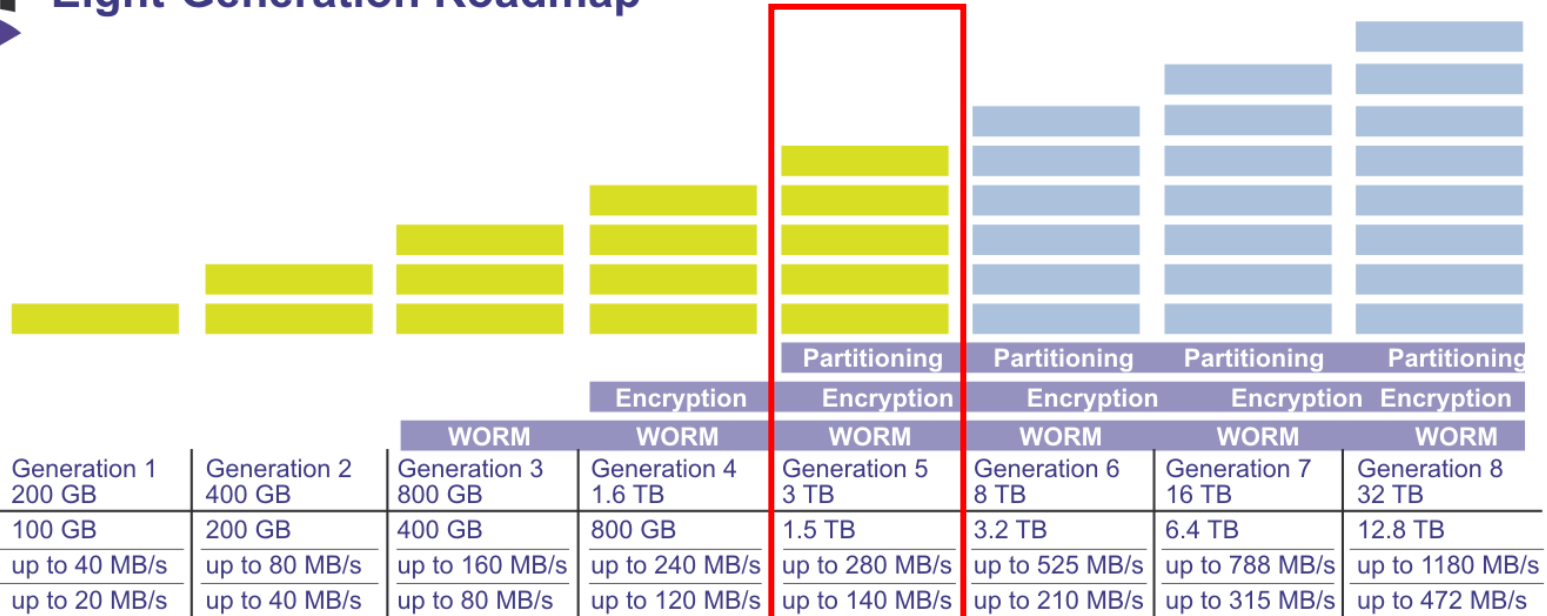 Eight-Generation Roadmap
Partitioning Partitioning Partitioning Partitioning
Encryption Encryption Encryption Encryption Encryption
WORM WORM WORM WORM WORM WORM
Generation 1 Generation 2 Generation 3 Generation 4 Generation 5 Generation 6 Generation 7 Generation 8
200 GB 400 GB 800 GB 1.6 TB 3 TB 8 TB 16 TB 32 TB
100 GB 200 GB 400 GB 800 GB 1.5 TB 3.2 TB 6.4 TB 12.8 TB
up to 40 MB/s up to 80 MB/s up to 160 MB/s up to 240 MB/s up to 280 MB/s up to 525 MB/s up to 788 MB/s up to 1180 MB/s
up to 20 MB/s up to 40 MB/s up to 80 MB/s up to 120 MB/s up to 140 MB/s up to 210 MB/s up to 315 MB/s up to 472 MB/s